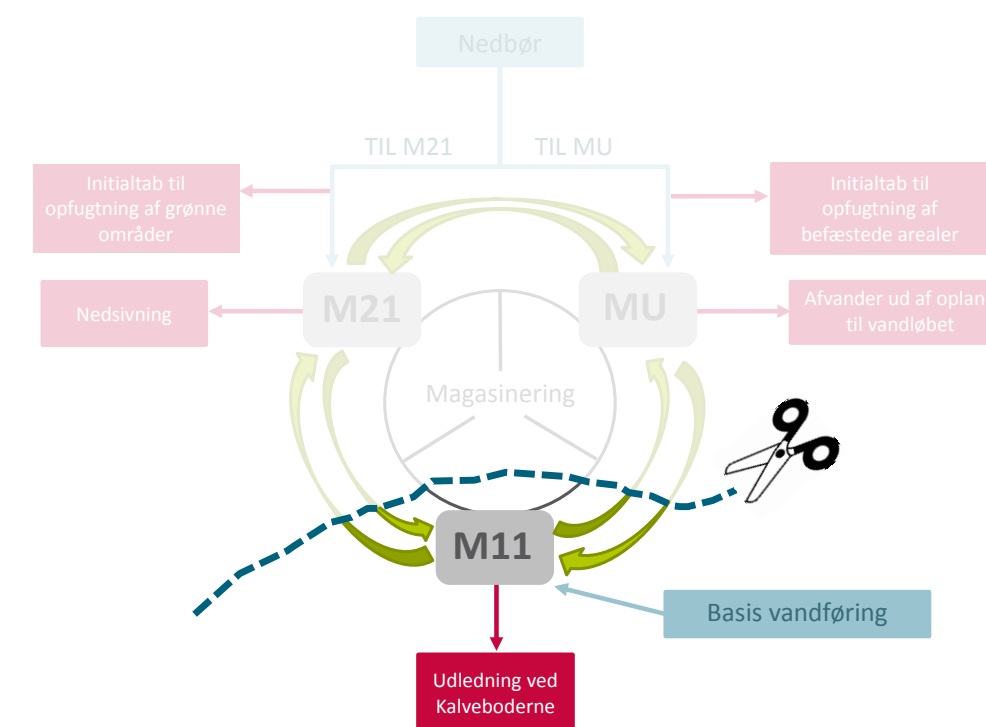 Nedbør
TIL M21
TIL MU
Initialtab til
opfugtning af grønne
områder
Initialtab til
opfugtning af
befæstede arealer
M21
MU
Nedsivning
Afvander ud af oplan
til vandløbet
Magasinering
M11
Basis vandføring
Udledning ved
Kalveboderne